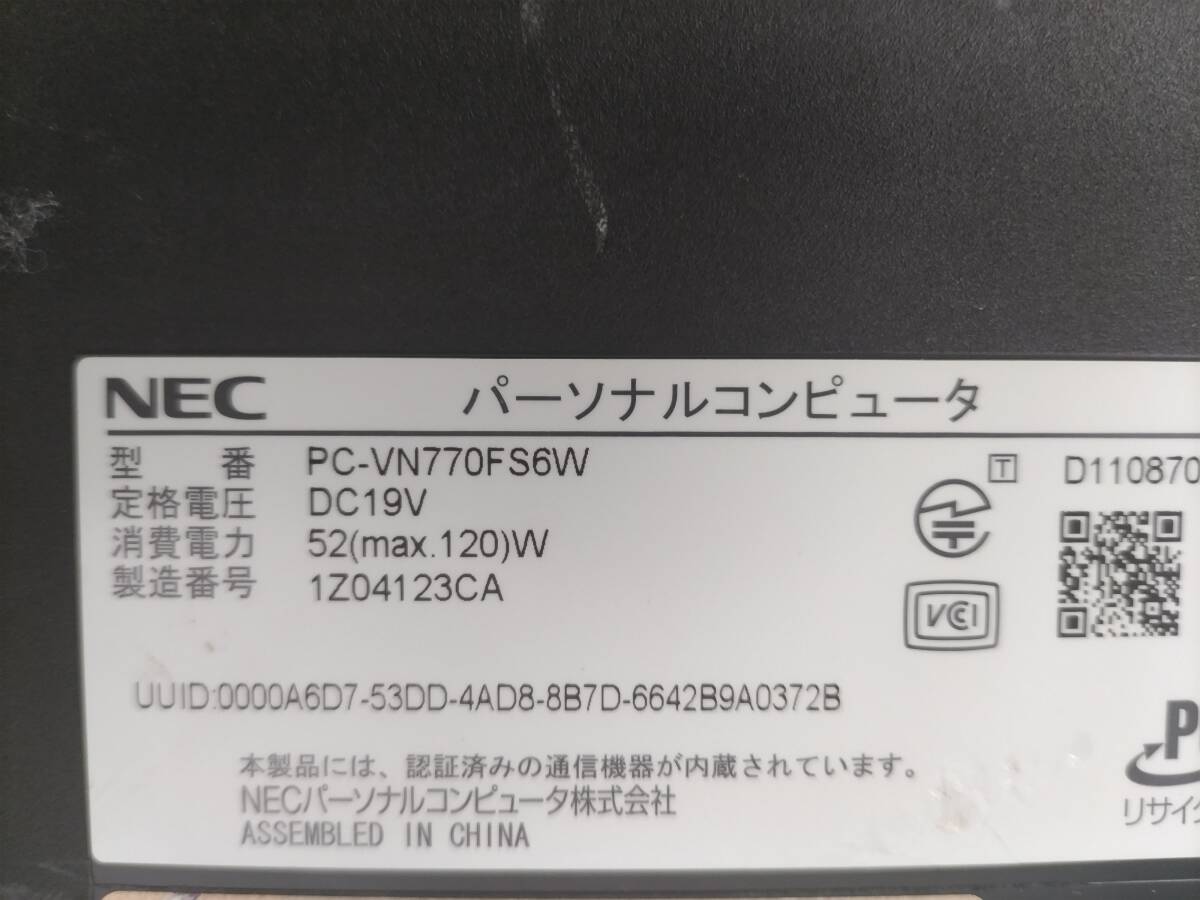 NEC パーソナルコンピュータ
型 番 PC-VN770FS6W
定格電圧 DC19V
消費電力 52(max.120)W
製造番号 1Z04123CA
T D110870
VCCI
UUID:0000A6D7-53DD-4AD8-8B7D-6642B9A0372B
本製品には、認証済みの通信機器が内蔵されています。
NECパーソナルコンピュータ株式会社
ASSEMBLED IN CHINA
P
リサイク